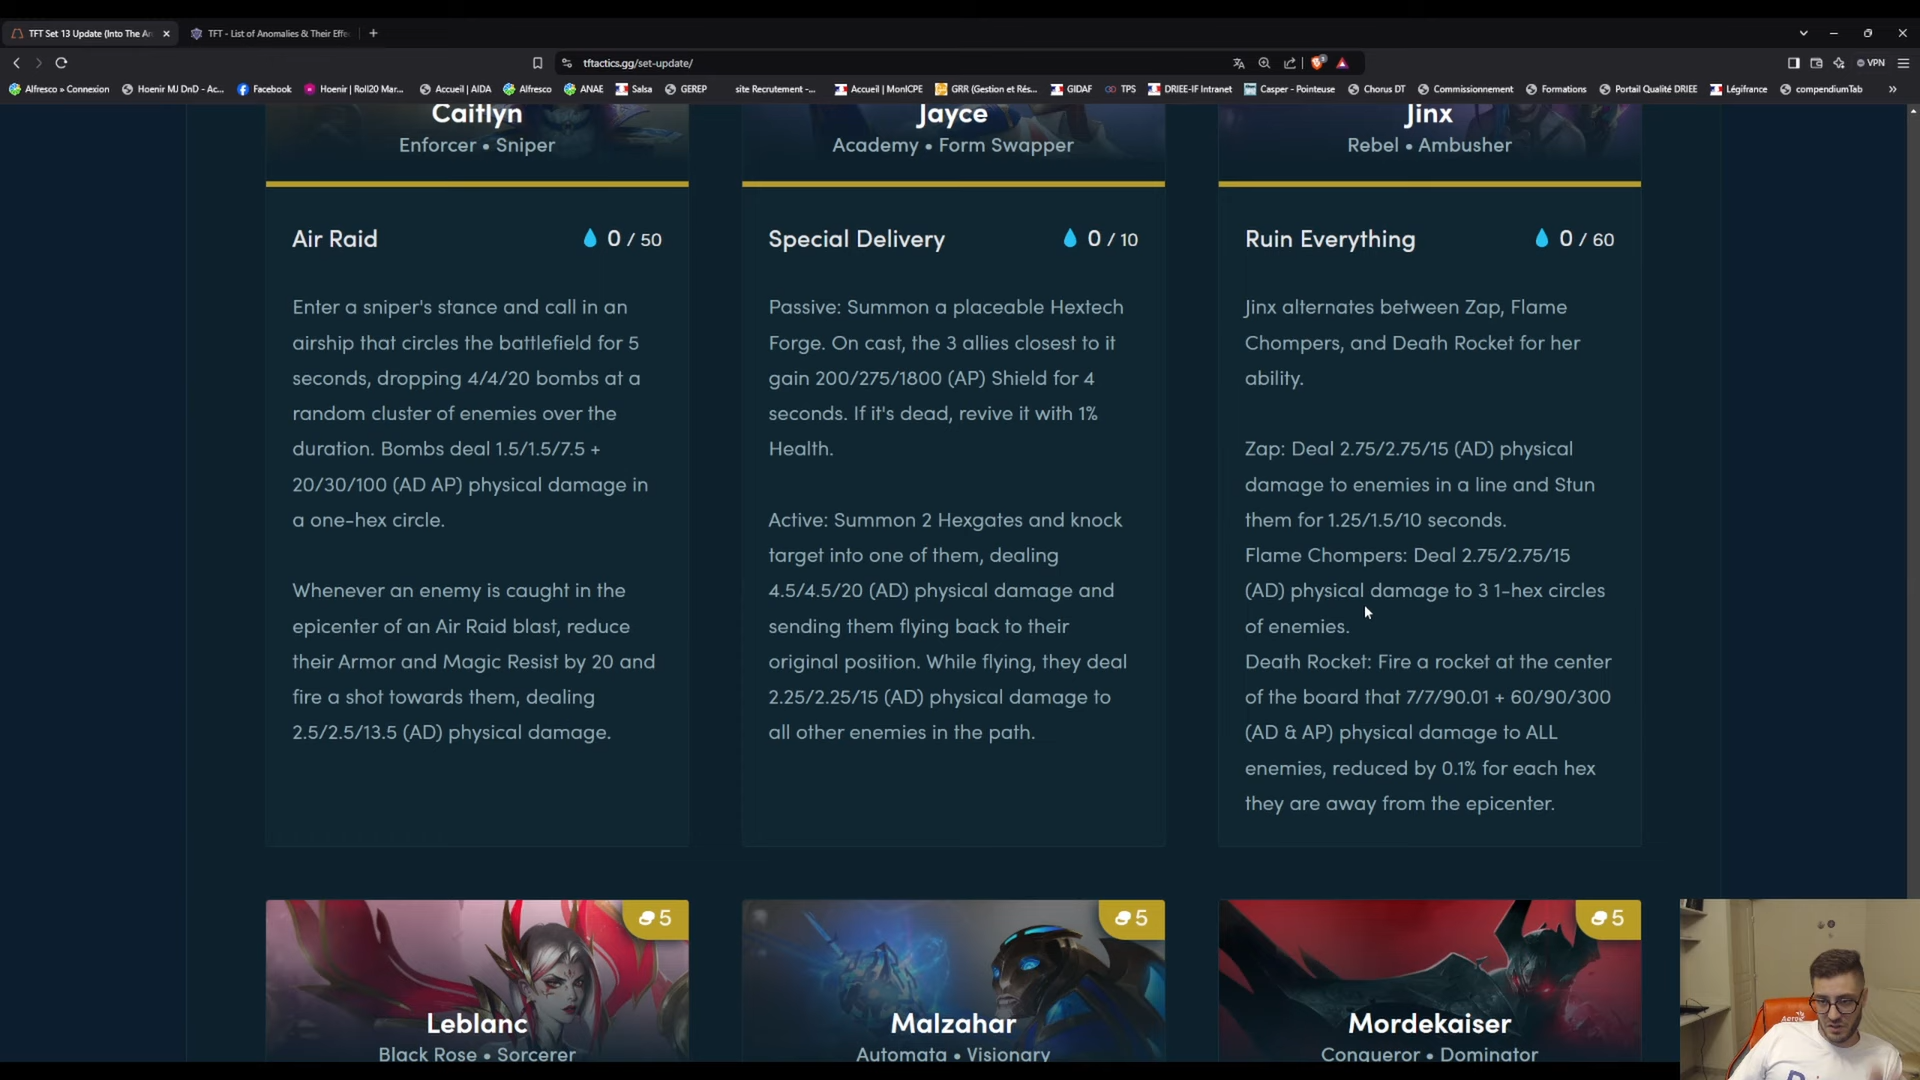 TFT Set 13 Update (Into The Ar
TFT - List of Anomalies & Their Effe
tftactics.gg/set-update/
VPN
Alfresco » Connexion
Hoenir MJ DnD - Ac...
Facebook
Hoenir | Roll20 Mar...
Accueil | AIDA
Alfresco
ANAE
Salsa
GEREP
site Recrutement -...
Accueil | MonICPE
GRR (Gestion et Rés...
GIDAF
TPS
DRIEE-IF Intranet
Casper - Pointeuse
Chorus DT
Commissionnement
Formations
Portail Qualité DRIEE
Légifrance
compendiumTab
Caitlyn
Enforcer • Sniper
Air Raid
0 / 50
Enter a sniper's stance and call in an
airship that circles the battlefield for 5
seconds, dropping 4/4/20 bombs at a
random cluster of enemies over the
duration. Bombs deal 1.5/1.5/7.5 +
20/30/100 (AD AP) physical damage in
a one-hex circle.
Whenever an enemy is caught in the
epicenter of an Air Raid blast, reduce
their Armor and Magic Resist by 20 and
fire a shot towards them, dealing
2.5/2.5/13.5 (AD) physical damage.
Jayce
Academy • Form Swapper
Special Delivery
0 / 10
Passive: Summon a placeable Hextech
Forge. On cast, the 3 allies closest to it
gain 200/275/1800 (AP) Shield for 4
seconds. If it's dead, revive it with 1%
Health.
Active: Summon 2 Hexgates and knock
target into one of them, dealing
4.5/4.5/20 (AD) physical damage and
sending them flying back to their
original position. While flying, they deal
2.25/2.25/15 (AD) physical damage to
all other enemies in the path.
Jinx
Rebel • Ambusher
Ruin Everything
0 / 60
Jinx alternates between Zap, Flame
Chompers, and Death Rocket for her
ability.
Zap: Deal 2.75/2.75/15 (AD) physical
damage to enemies in a line and Stun
them for 1.25/1.5/10 seconds.
Flame Chompers: Deal 2.75/2.75/15
(AD) physical damage to 3 1-hex circles
of enemies.
Death Rocket: Fire a rocket at the center
of the board that 7/7/90.01 + 60/90/300
(AD & AP) physical damage to ALL
enemies, reduced by 0.1% for each hex
they are away from the epicenter.
5
Leblanc
Black Rose • Sorcerer
5
Malzahar
Automata • Visionary
5
Mordekaiser
Conqueror • Dominator